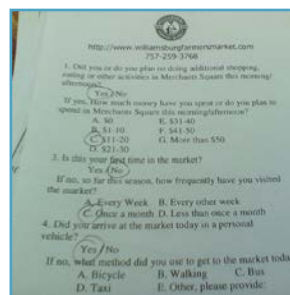 http://www.williamsburgfarmersmarket.com
757-259-3768
1. Did you or do you plan on doing additional shopping,
eating or other activities in Merchants Square this morning/
afternoon?
Yes/No
If yes, How much money have you spent or do you plan to
spend in Merchants Square this morning/afternoon?
A. $0 E. $31-40
B. $1-10 F. $41-50
C. $11-20 G. More than $50
D. $21-30
3. Is this your first time in the market?
Yes/No
If no, so far this season, how frequently have you visited
the market?
A. Every Week B. Every other week
C. Once a month D. Less than once a month
4. Did you arrive at the market today in a personal
vehicle?
Yes/No
If no, what method did you use to get to the market toda
A. Bicycle B. Walking C. Bus
D. Taxi E. Other, please provide: